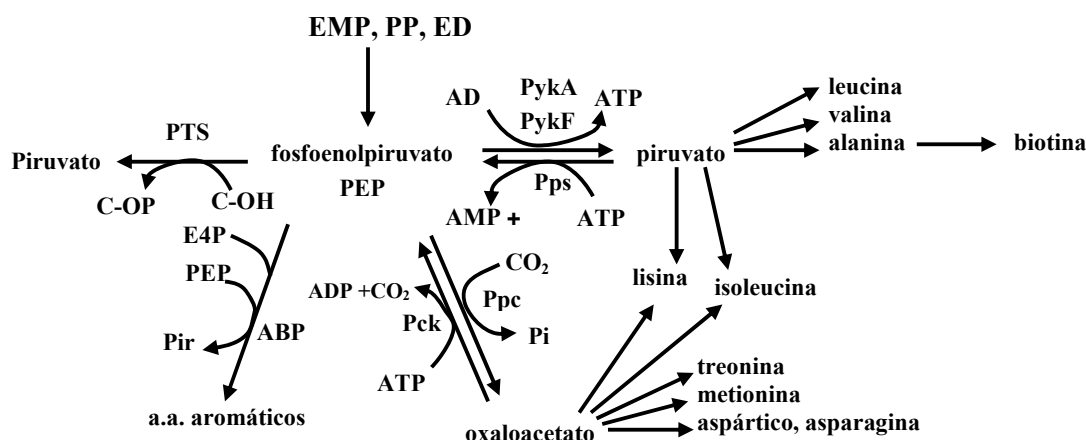 EMP, PP, ED
AD
PykA
ATP
PykF
PTS
Piruvato
fosfoenolpiruvato
PEP
piruvato
leucina
valina
alanina
biotina
C-OP
C-OH
Pps
AMP +
ATP
E4P
PEP
Pir
ABP
a.a. aromáticos
ADP +CO₂
Pck
ATP
CO₂
Ppc
Pi
lisina
isoleucina
treonina
metionina
aspártico, asparagina
oxaloacetato